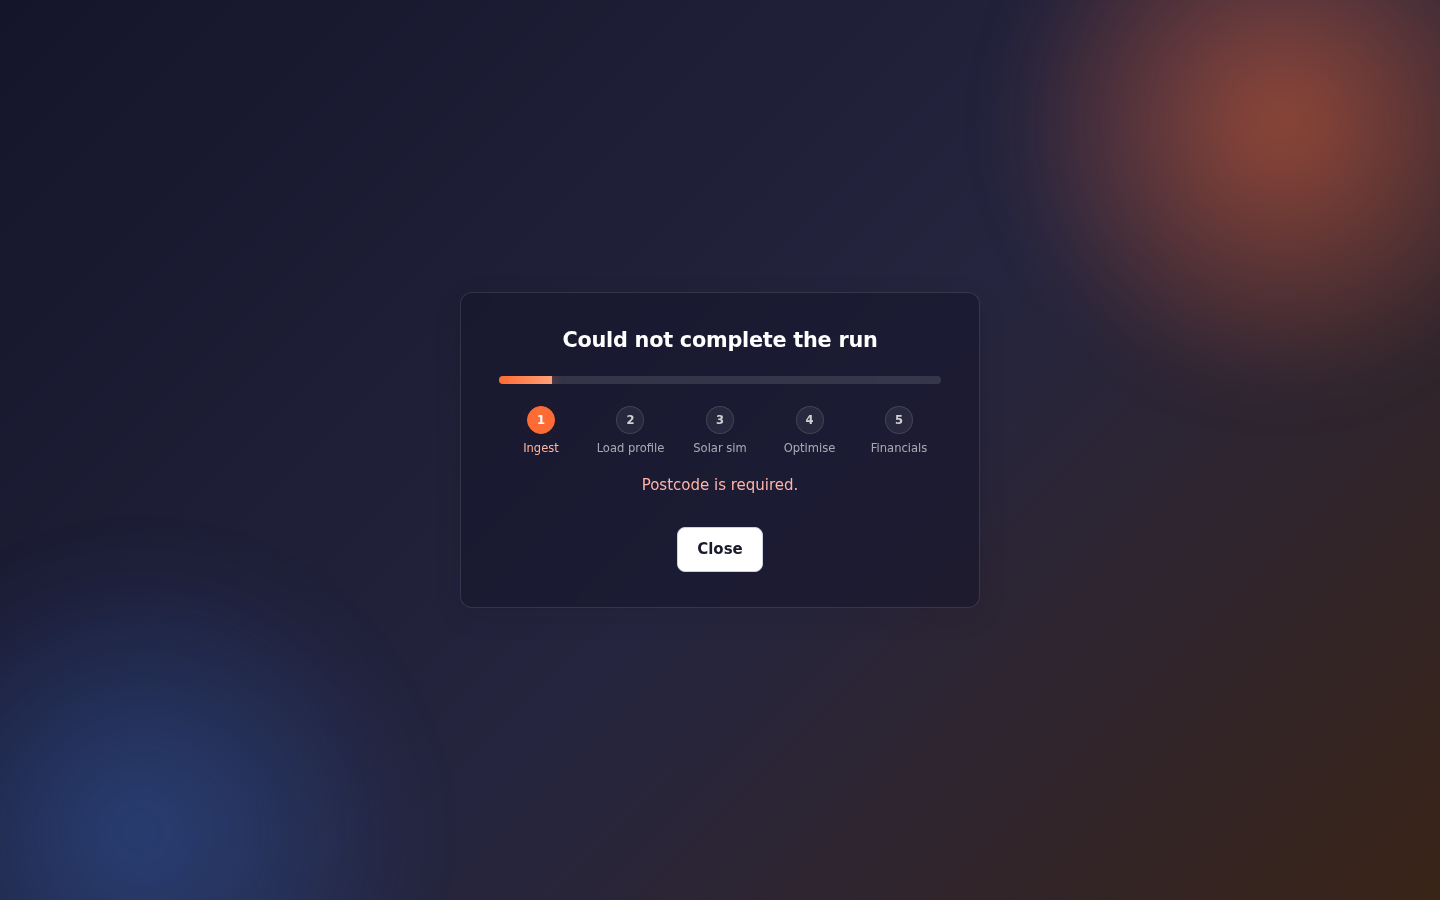 Could not complete the run
1 2 3 4 5
Ingest Load profile Solar sim Optimise Financials
Postcode is required.
Close